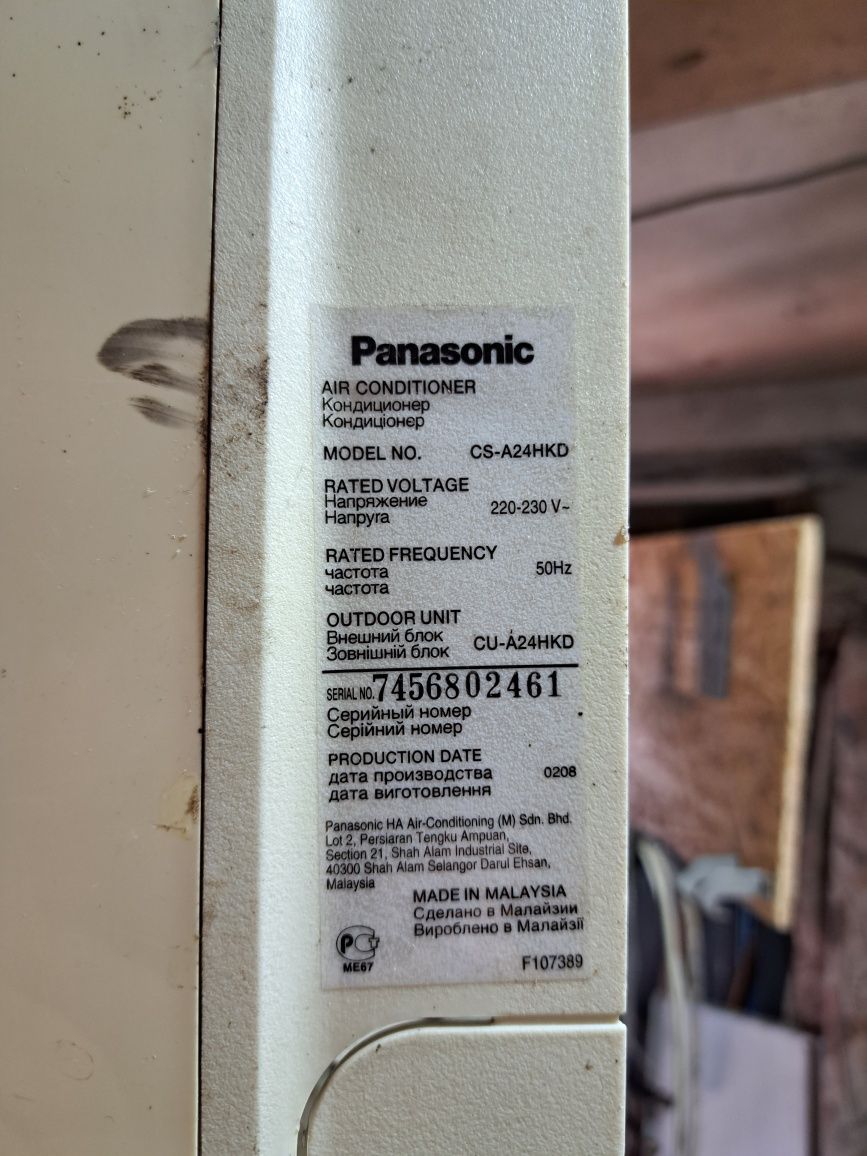 Panasonic
AIR CONDITIONER
Кондиционер
Кондиціонєр
MODEL NO. CS-A24HKD
RATED VOLTAGE
Напряжение
Напруга
220-230 V~
RATED FREQUENCY
частота
частота
50Hz
OUTDOOR UNIT
Внешний блок
Зовнішній блок
CU-A24HKD
SERIAL NO. 7456802461
Серийный номер
Серійний номер
PRODUCTION DATE
дата производства
дата виготовлення
0208
Panasonic HA Air-Conditioning (M) Sdn. Bhd.
Lot 2, Persiaran Tengku Ampuan,
Section 21, Shah Alam Industrial Site,
40300 Shah Alam Selangor Darul Ehsan,
Malaysia
MADE IN MALAYSIA
Сделано в Малайзии
Вироблено в Малайзії
РСТ
ME67
F107389